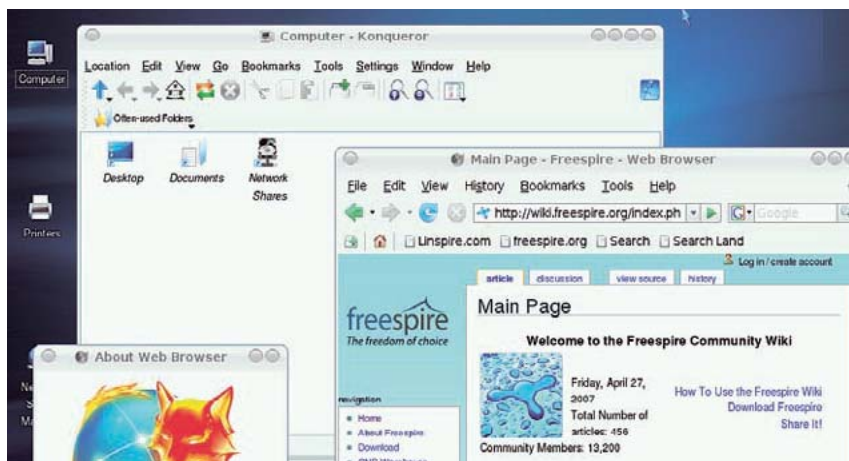 Computer
Printers
Computer - Konqueror
Location Edit View Go Bookmarks Tools Settings Window Help
Often-used Folders
Desktop Documents Network Shares
Main Page - Freespire - Web Browser
File Edit View History Bookmarks Tools Help
http://wiki.freespire.org/index.ph
G Google
Linspire.com freespire.org Search Search Land
Log in / create account
article discussion view source history
freespire
The freedom of choice
Main Page
Welcome to the Freespire Community Wiki
Friday, April 27,
2007
Total Number of
articles: 456
Community Members: 13,200
How To Use the Freespire Wiki
Download Freespire
Share It!
navigation
Home
About Freespire
Download
About Web Browser